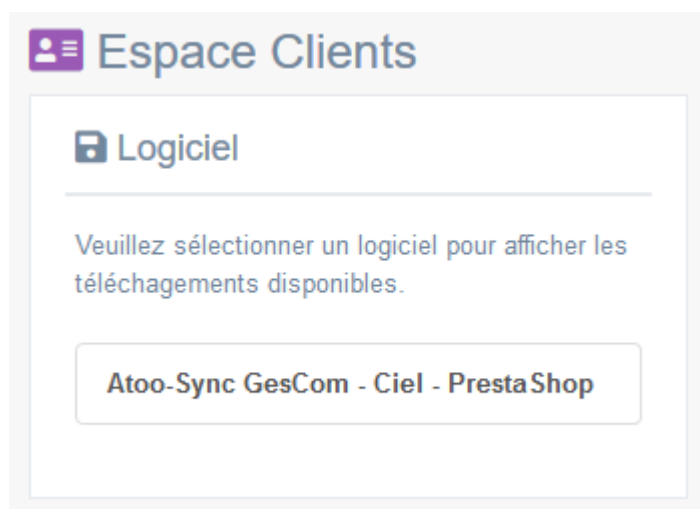 Espace Clients
Logiciel
Veuillez sélectionner un logiciel pour afficher les
téléchagements disponibles.
Atoo-Sync GesCom - Ciel - PrestaShop